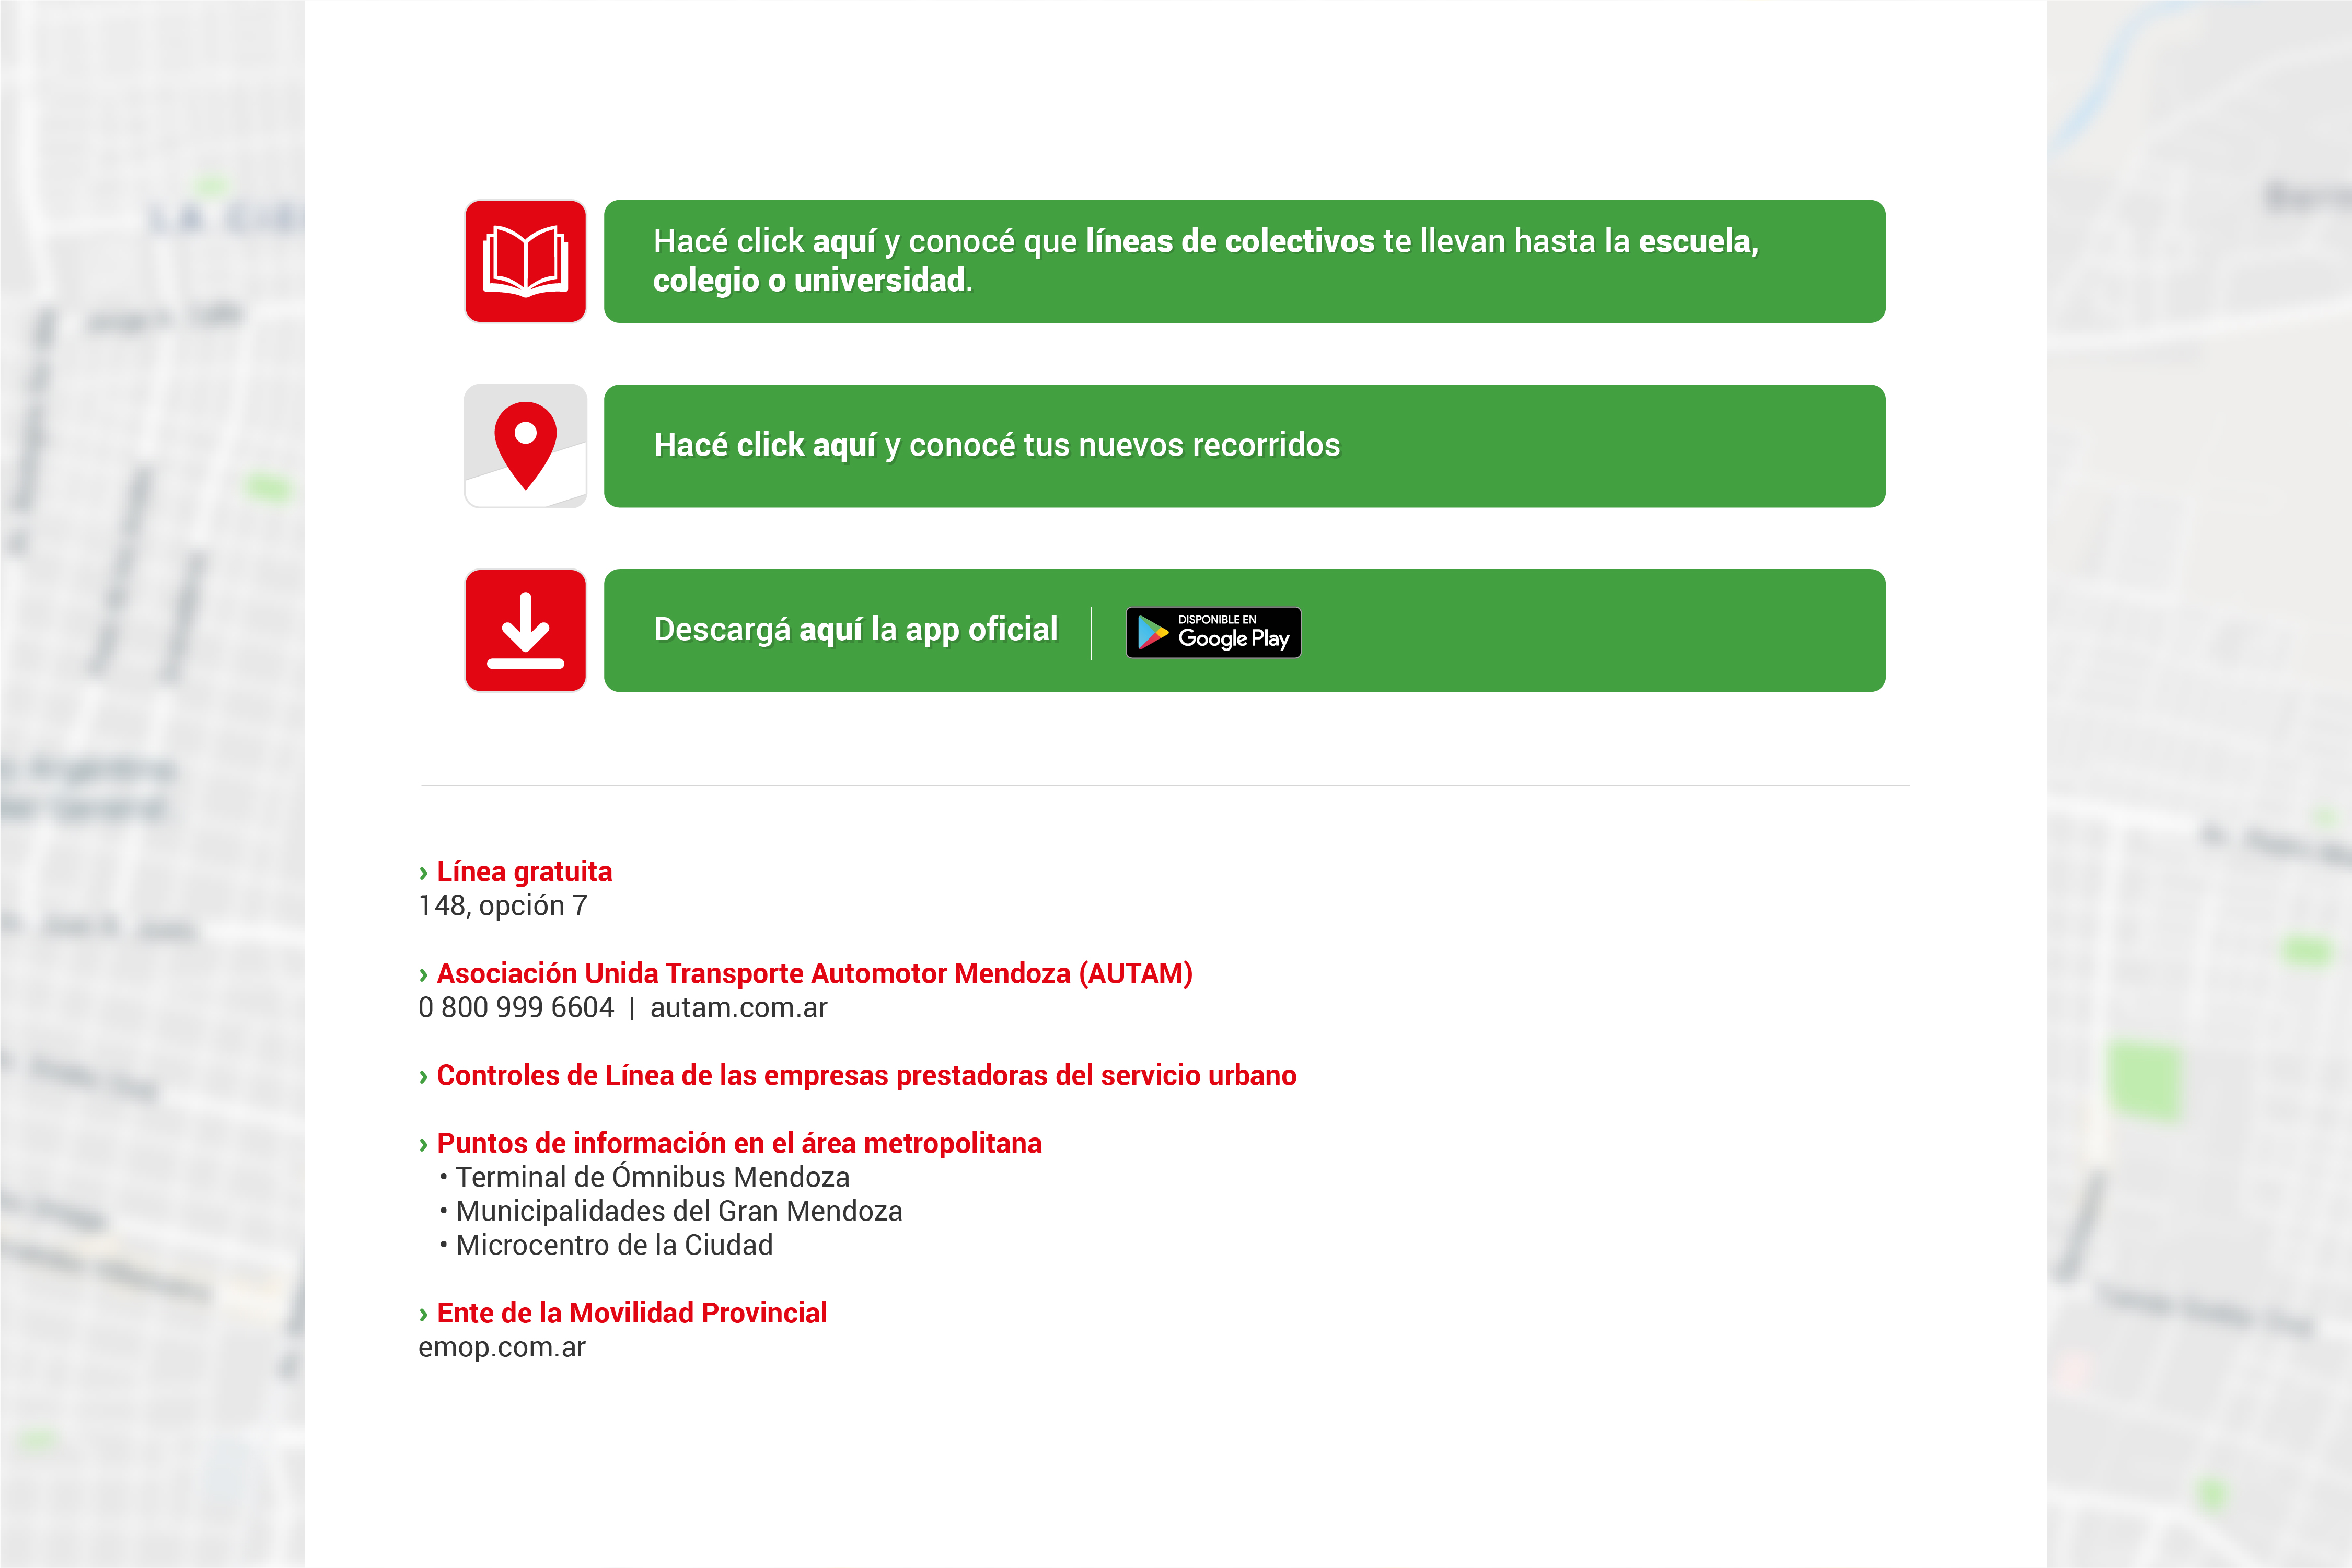 Hacé click aquí y conocé que líneas de colectivos te llevan hasta la escuela,
colegio o universidad.
Hacé click aquí y conocé tus nuevos recorridos
Descargá aquí la app oficial
DISPONIBLE EN
Google Play
› Línea gratuita
148, opción 7
› Asociación Unida Transporte Automotor Mendoza (AUTAM)
0 800 999 6604 | autam.com.ar
› Controles de Línea de las empresas prestadoras del servicio urbano
› Puntos de información en el área metropolitana
• Terminal de Ómnibus Mendoza
• Municipalidades del Gran Mendoza
• Microcentro de la Ciudad
› Ente de la Movilidad Provincial
emop.com.ar